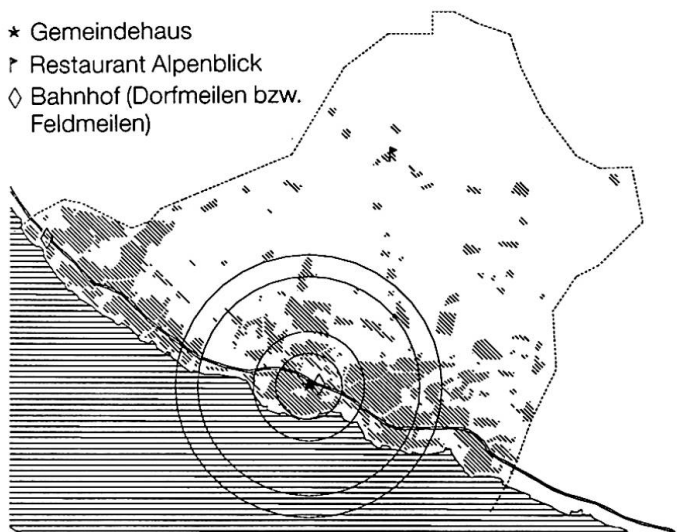 ★ Gemeindehaus
Restaurant Alpenblick
◊ Bahnhof (Dorfmeilen bzw.
Feldmeilen)